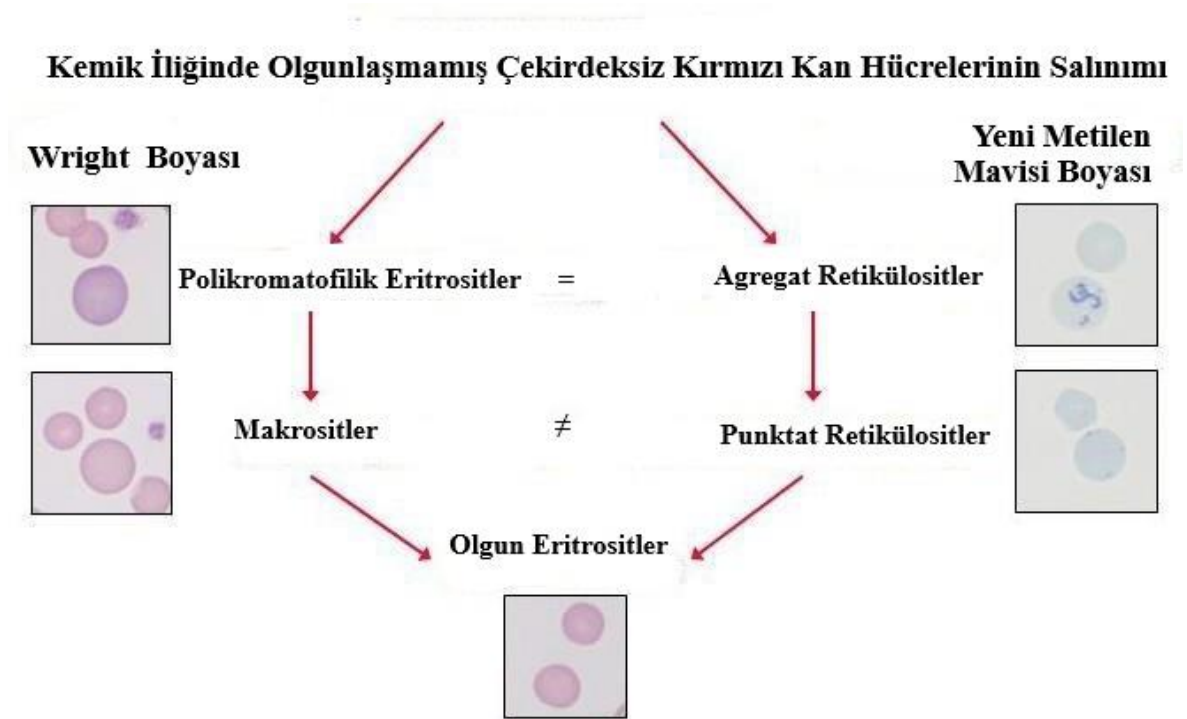 Kemik İliğinde Olgunlaşmamış Çekirdeksiz Kırmızı Kan Hücrelerinin Salınımı
Wright Boyası
Yeni Metilen
Mavisi Boyası
Polikromatofilik Eritrositler = Agregat Retikülositler
Makrositler ≠ Punktat Retikülositler
Olgun Eritrositler